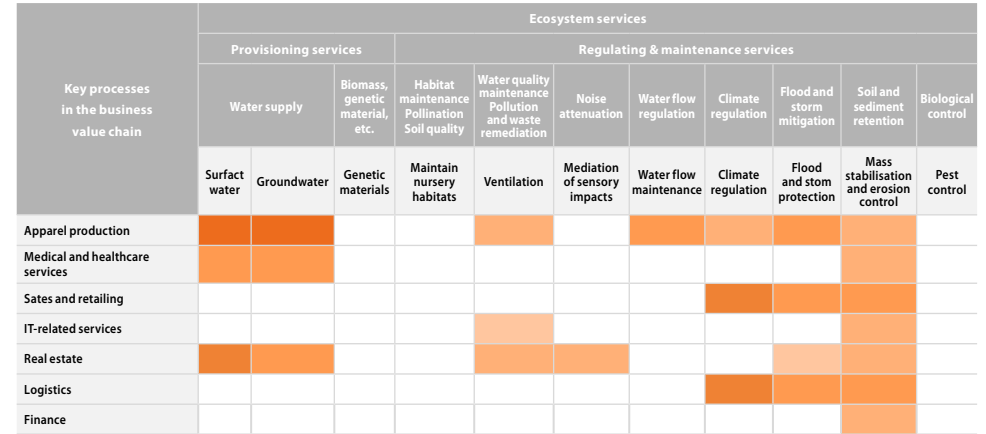 Ecosystem services
Provisioning services
Regulating & maintenance services
Key processes
in the business
value chain
Water supply
Biomass,
genetic
material,
etc.
Habitat
maintenance
Pollination
Soil quality
Water quality
maintenance
Pollution
and waste
remediation
Noise
attenuation
Water flow
regulation
Climate
regulation
Flood and
storm
mitigation
Soil and
sediment
retention
Biological
control
Surfact
water
Groundwater
Genetic
materials
Maintain
nursery
habitats
Ventilation
Mediation
of sensory
impacts
Water flow
maintenance
Climate
regulation
Flood
and stom
protection
Mass
stabilisation
and erosion
control
Pest
control
Apparel production
Medical and healthcare
services
Sates and retailing
IT-related services
Real estate
Logistics
Finance